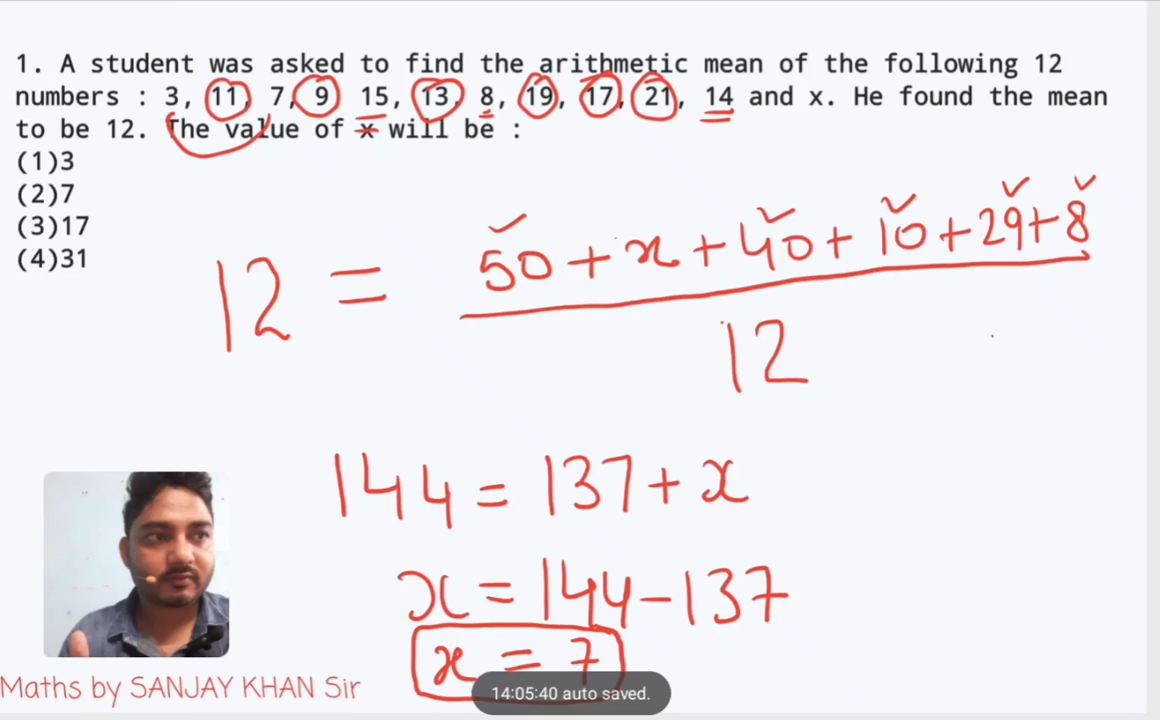 1. A student was asked to find the arithmetic mean of the following 12
numbers : 3, 11, 7, 9 15, 13, 8, 19, 17, 21, 14 and x. He found the mean
to be 12. The value of x will be :
(1)3
(2)7
(3)17
(4)31
12 = 50 + x + 40 + 10 + 29 + 8
12
144 = 137 + x
x = 144 - 137
x = 7
Maths by SANJAY KHAN Sir
14:05:40 auto saved.